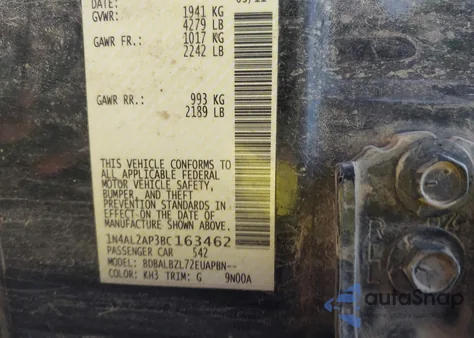 DATE:
GVWR: 1941 KG
4279 LB
GAWR FR.: 1017 KG
2242 LB
GAWR RR.: 993 KG
2189 LB
THIS VEHICLE CONFORMS TO
ALL APPLICABLE FEDERAL
MOTOR VEHICLE SAFETY,
BUMPER, AND THEFT
PREVENTION STANDARDS IN
EFFECT ON THE DATE OF
MANUFACTURE SHOWN ABOVE.
1N4AL2AP3BC163462
PASSENGER CAR 542
MODEL: BDBALBZL72EUAPBN--
COLOR: KH3 TRIM: G 9N00A
autoSnap